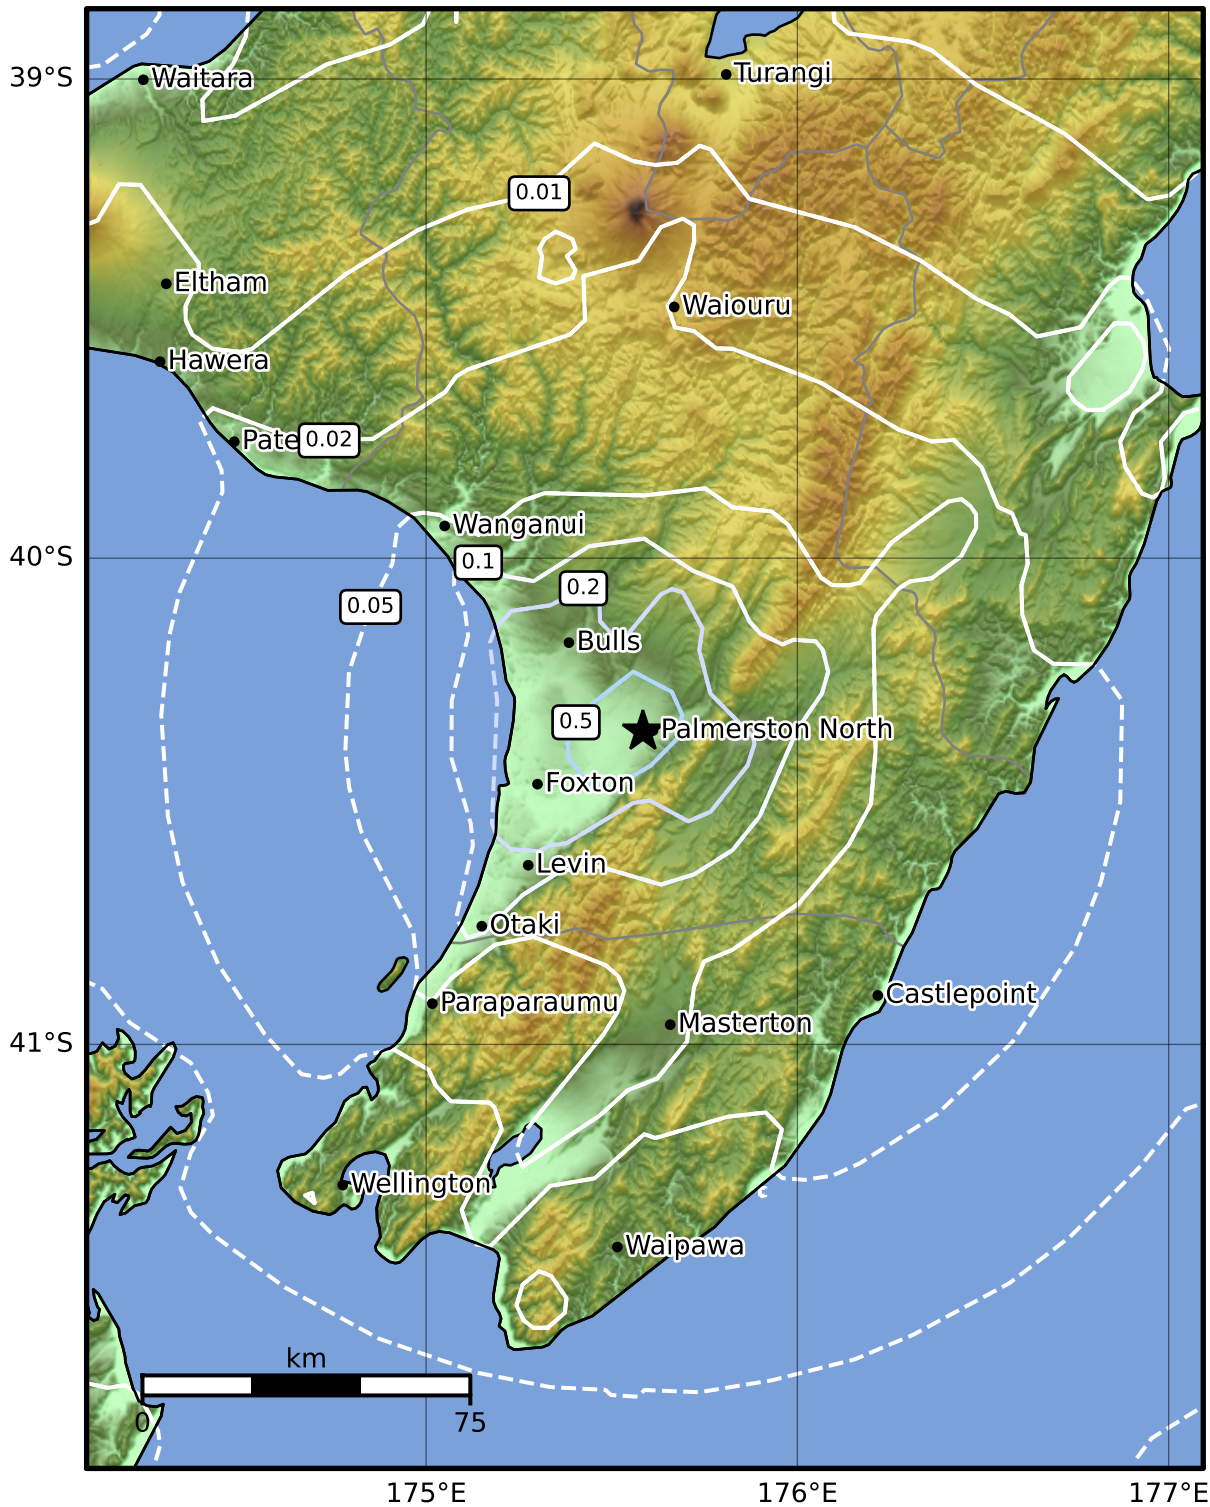 39°S
Waitara
Turangi
0.01
Eltham
Waiouru
Hawera
Pate
0.02
Wanganui
40°S
0.1
0.2
0.05
Bulls
0.5
Palmerston North
Foxton
Levin
Otaki
Castlepoint
Paraparaumu
Masterton
41°S
Wellington
Waipawa
km
0
75
175°E
176°E
177°E